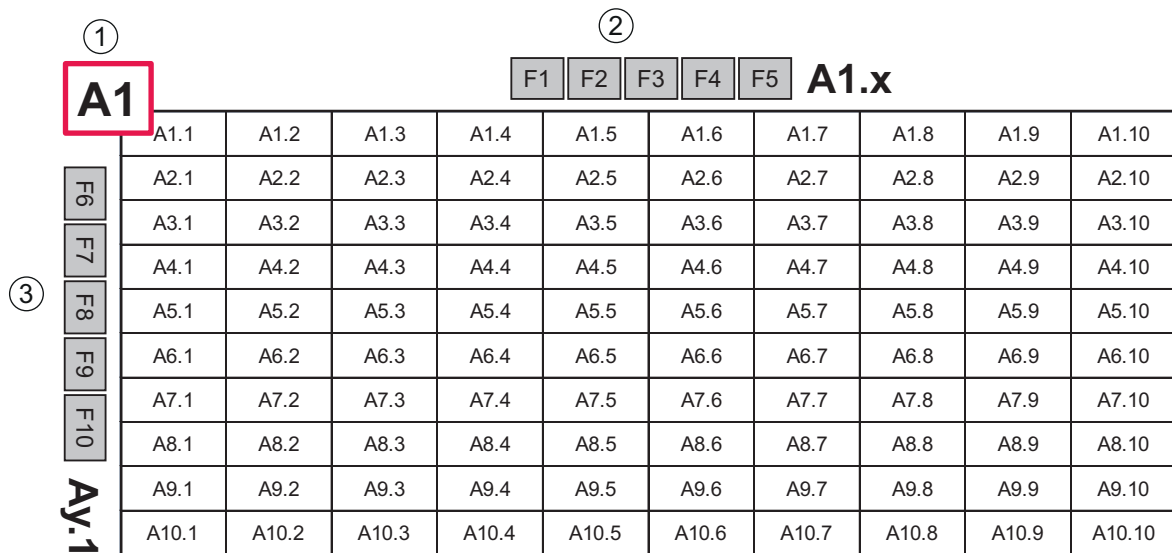 ① ②
A1 F1 F2 F3 F4 F5 A1.x
A1.1 A1.2 A1.3 A1.4 A1.5 A1.6 A1.7 A1.8 A1.9 A1.10
A2.1 A2.2 A2.3 A2.4 A2.5 A2.6 A2.7 A2.8 A2.9 A2.10
A3.1 A3.2 A3.3 A3.4 A3.5 A3.6 A3.7 A3.8 A3.9 A3.10
A4.1 A4.2 A4.3 A4.4 A4.5 A4.6 A4.7 A4.8 A4.9 A4.10
A5.1 A5.2 A5.3 A5.4 A5.5 A5.6 A5.7 A5.8 A5.9 A5.10
A6.1 A6.2 A6.3 A6.4 A6.5 A6.6 A6.7 A6.8 A6.9 A6.10
A7.1 A7.2 A7.3 A7.4 A7.5 A7.6 A7.7 A7.8 A7.9 A7.10
A8.1 A8.2 A8.3 A8.4 A8.5 A8.6 A8.7 A8.8 A8.9 A8.10
A9.1 A9.2 A9.3 A9.4 A9.5 A9.6 A9.7 A9.8 A9.9 A9.10
A10.1 A10.2 A10.3 A10.4 A10.5 A10.6 A10.7 A10.8 A10.9 A10.10
③
F6 F7 F8 F9 F10 Ay.1